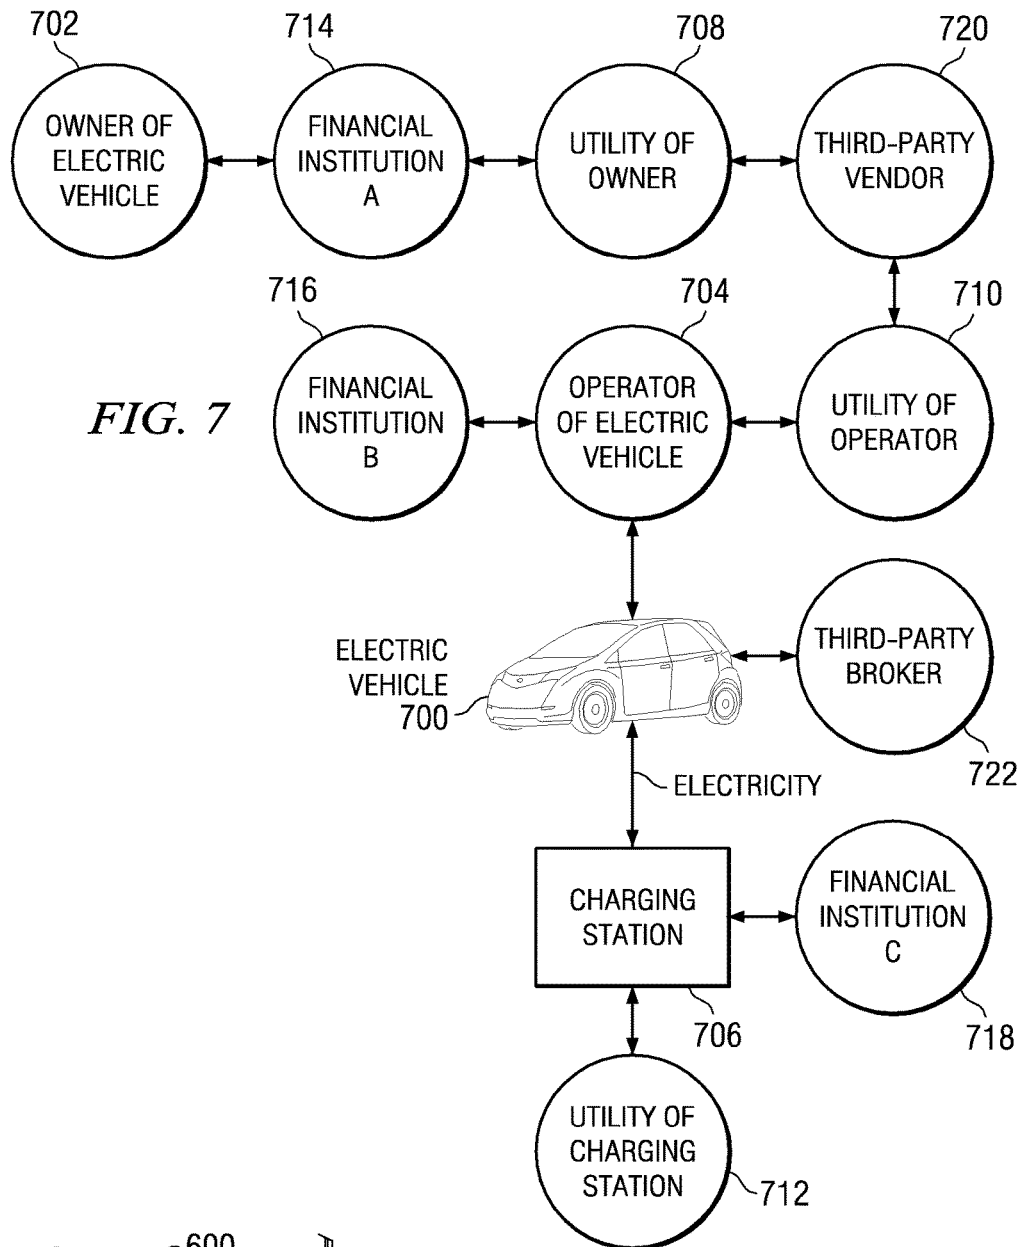 702
714
708
720
OWNER OF
ELECTRIC
VEHICLE
FINANCIAL
INSTITUTION
A
UTILITY OF
OWNER
THIRD-PARTY
VENDOR
716
704
710
FIG. 7
FINANCIAL
INSTITUTION
B
OPERATOR
OF ELECTRIC
VEHICLE
UTILITY OF
OPERATOR
ELECTRIC
VEHICLE
700
THIRD-PARTY
BROKER
722
ELECTRICITY
CHARGING
STATION
FINANCIAL
INSTITUTION
C
706
718
UTILITY OF
CHARGING
STATION
712
600